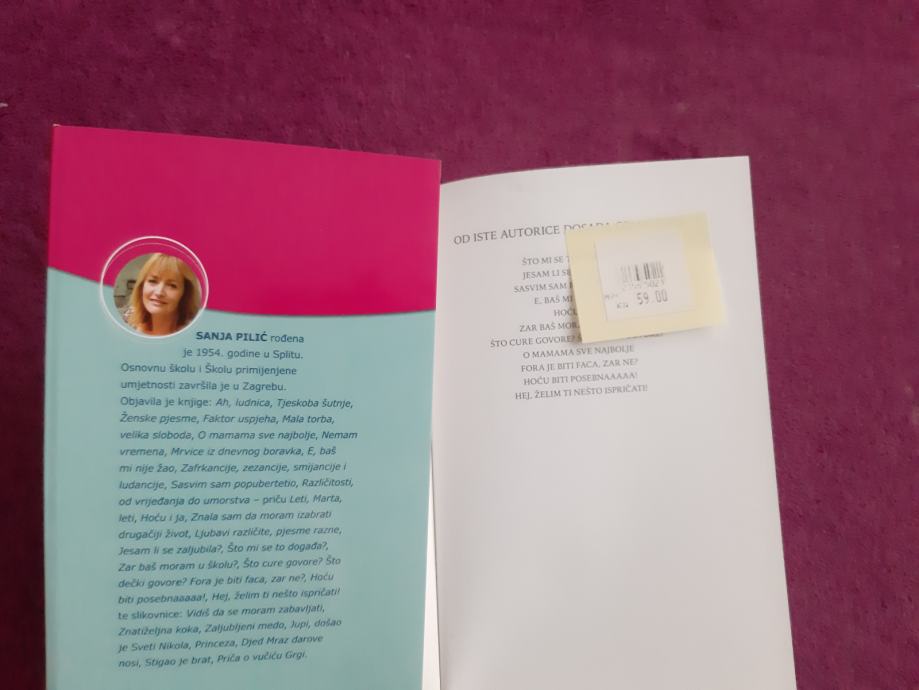 SANJA PILIĆ rođena
je 1954. godine u Splitu.
Osnovnu školu i Školu primijenjene
umjetnosti završila je u Zagrebu.
Objavila je knjige: Ah, ludnica, Tjeskoba šutnje,
Ženske pjesme, Faktor uspjeha, Mala torba,
velika sloboda, O mamama sve najbolje, Nemam
vremena, Mrvice iz dnevnog boravka, E, baš
mi nije žao, Zafrkancije, zezancije, smijancije i
ludancije, Sasvim sam popubertetio, Različitosti,
od vrijeđanja do umorstva – priču Leti, Marta,
leti, Hoću i ja, Znala sam da moram izabrati
drugačiji život, Ljubavi različite, pjesme razne,
Jesam li se zaljubila?, Što mi se to događa?,
Zar baš moram u školu?, Što cure govore? Što
dečki govore? Fora je biti faca, zar ne?, Hoću
biti posebnaaaaa!, Hej, želim ti nešto ispričati!
te slikovnice: Vidiš da se moram zabavljati,
Znatiželjna koka, Zaljubljeni medo, Jupi, došao
je Sveti Nikola, Princeza, Djed Mraz darove
nosi, Stigao je brat, Priča o vučiću Grgi.
OD ISTE AUTORICE DOSADA
ŠTO MI SE
JESAM LI
SASVIM SAM
E, BAŠ
ZAR BAŠ
ŠTO CURE GOVORE?
O MAMAMA SVE NAJBOLJE
FORA JE BITI FACA, ZAR NE?
HOĆU BITI POSEBNAAAAA!
HEJ, ŽELIM TI NEŠTO ISPRIČATI!
59.00